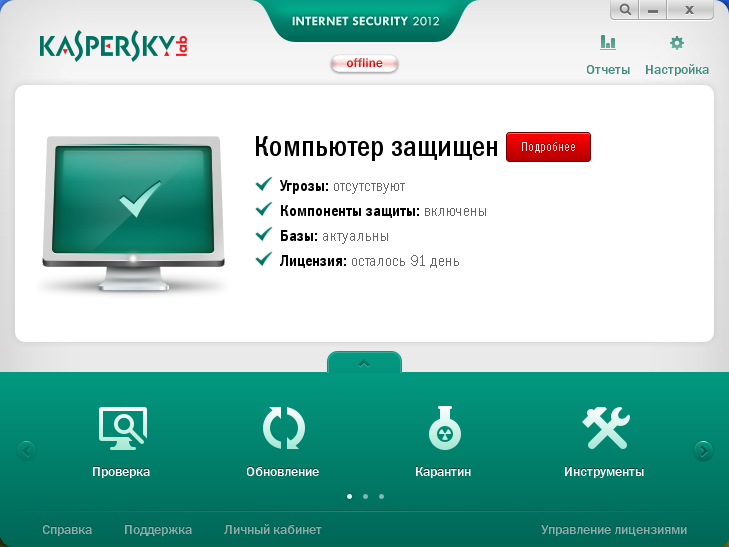 INTERNET SECURITY 2012
KASPERSKY lab
offline
Отчеты Настройка
Компьютер защищен Подробнее
Угрозы: отсутствуют
Компоненты защиты: включены
Базы: актуальны
Лицензия: осталось 91 день
Проверка Обновление Карантин Инструменты
Справка Поддержка Личный кабинет Управление лицензиями